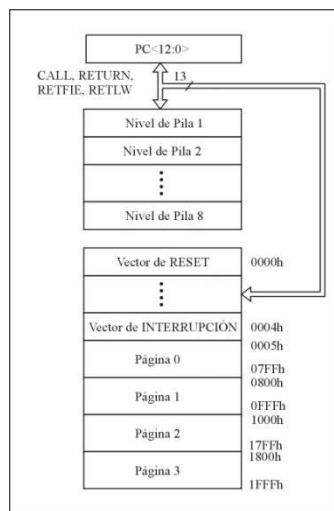 PC<12:0>
CALL, RETURN,
RETFIE, RETLW
13
Nivel de Pila 1
Nivel de Pila 2
Nivel de Pila 8
Vector de RESET
0000h
Vector de INTERRUPCIÓN
0004h
0005h
Página 0
07FFh
0800h
Página 1
0FFFh
1000h
Página 2
17FFh
1800h
Página 3
1FFFh